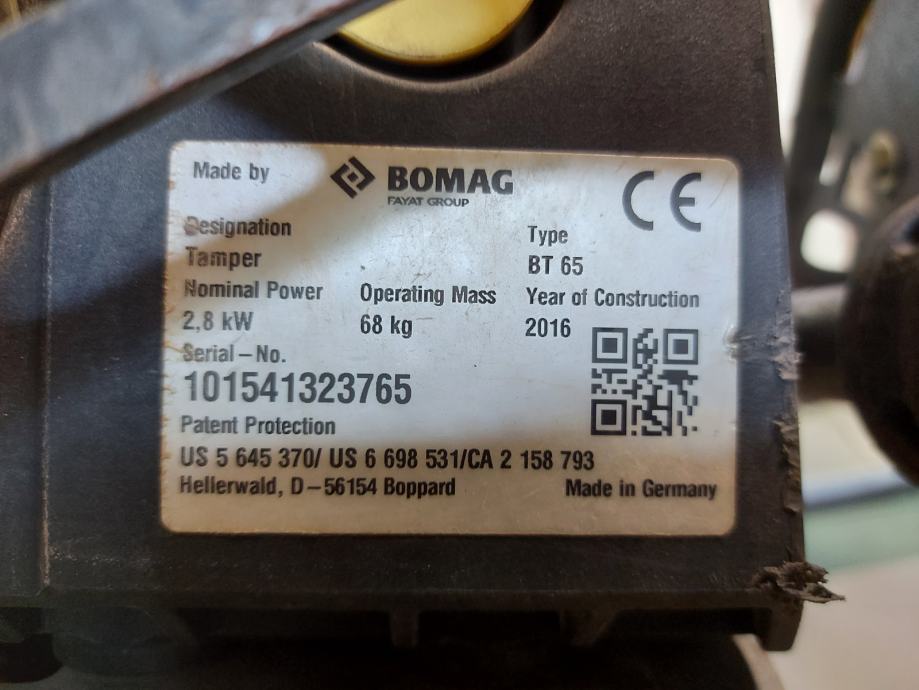 Made by
BOMAG
FAYAT GROUP
CE
Designation
Type
Tamper
BT 65
Nominal Power Operating Mass Year of Construction
2,8 kW 68 kg 2016
Serial – No.
101541323765
Patent Protection
US 5 645 370/ US 6 698 531/CA 2 158 793
Hellerwald, D – 56154 Boppard Made in Germany